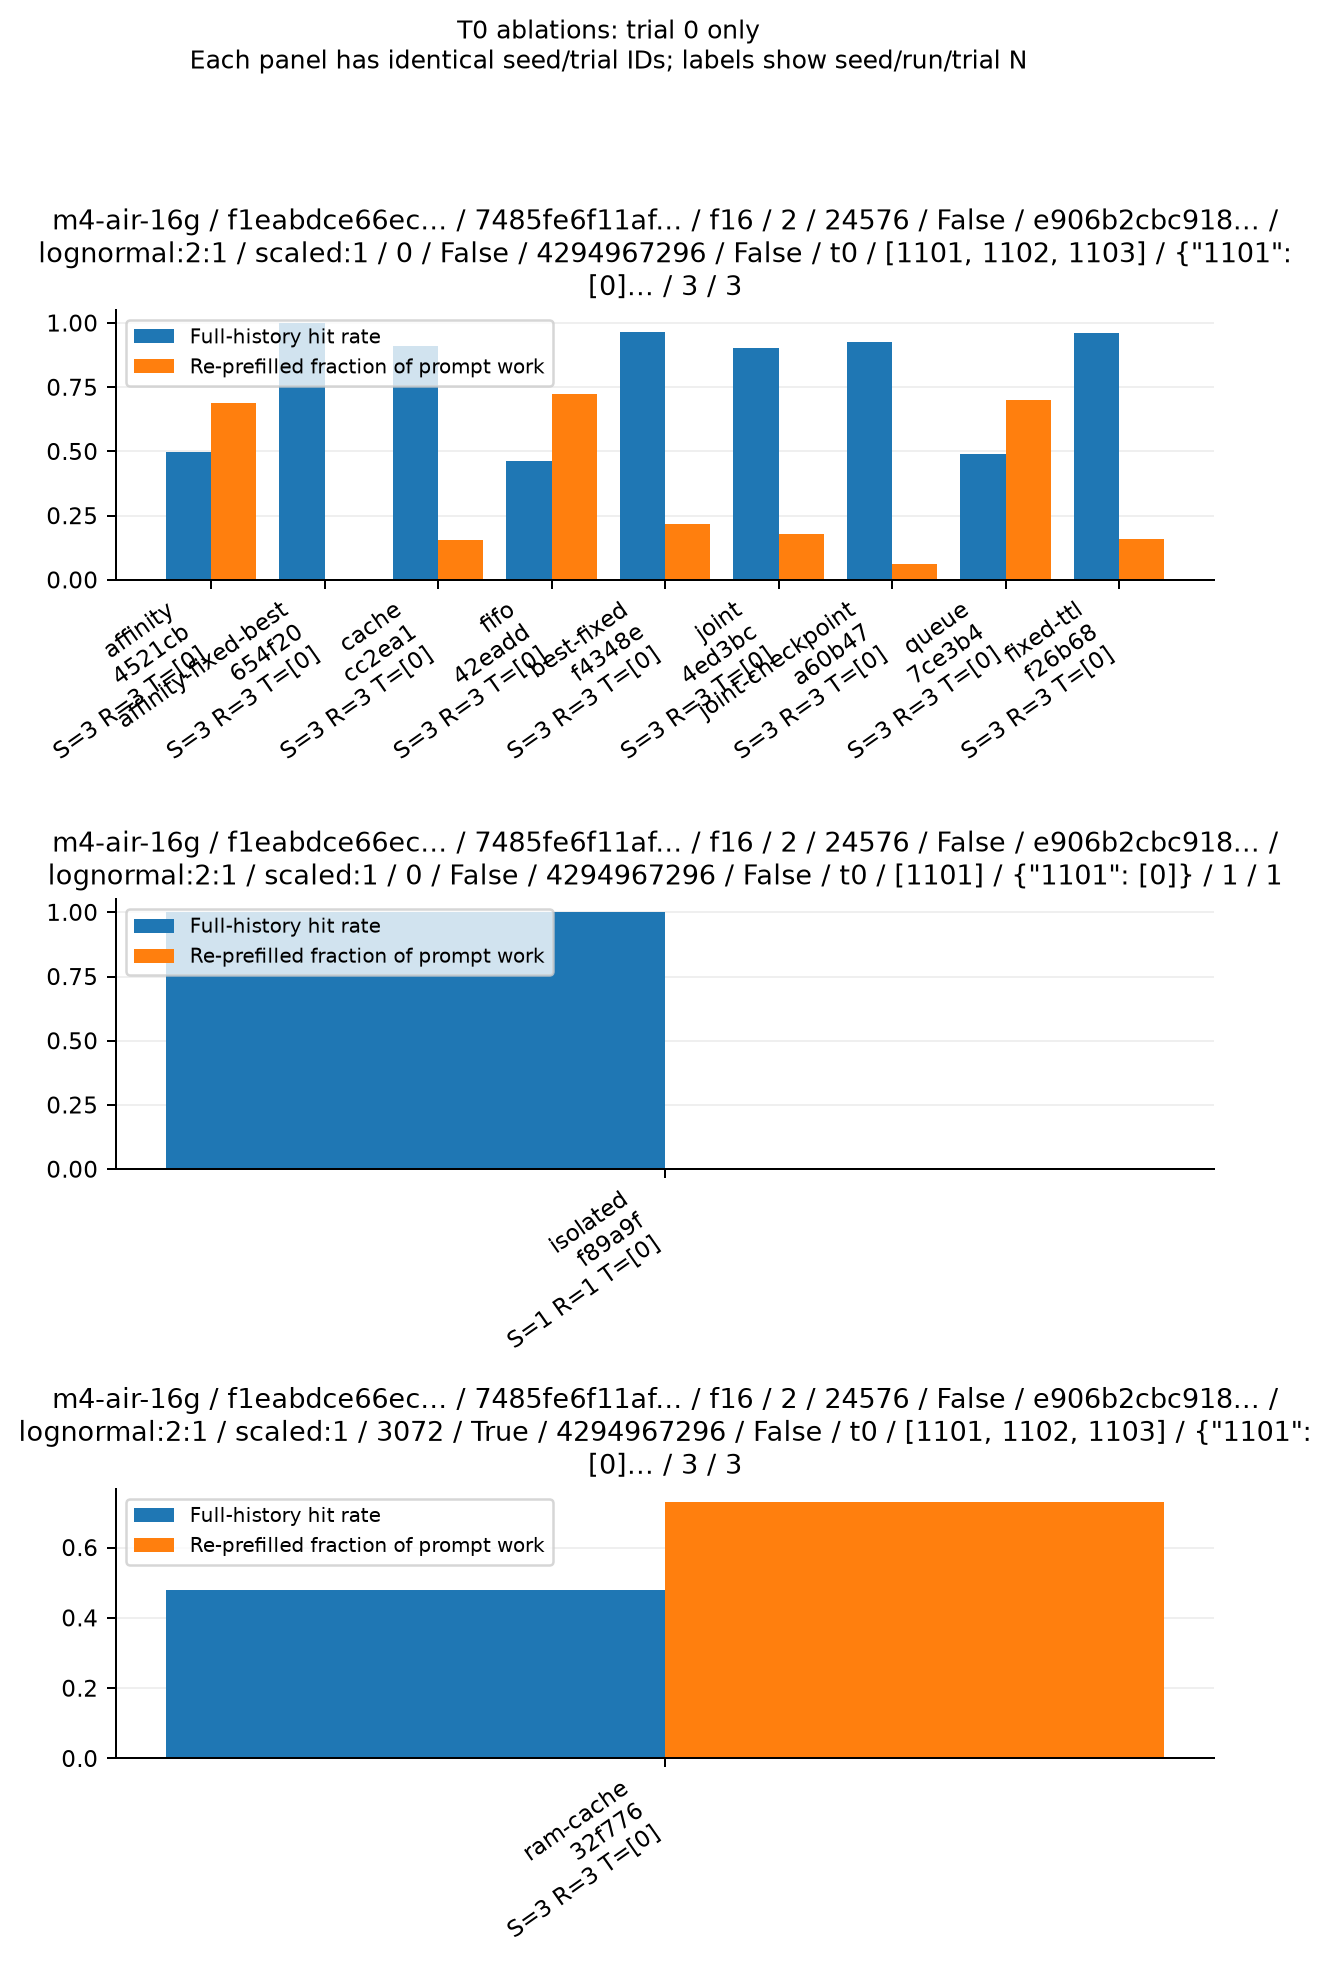 T0 ablations: trial 0 only
Each panel has identical seed/trial IDs; labels show seed/run/trial N
m4-air-16g / f1eabdce66ec... / 7485fe6f11af... / f16 / 2 / 24576 / False / e906b2cbc918... /
lognormal:2:1 / scaled:1 / 0 / False / 4294967296 / False / t0 / [1101, 1102, 1103] / {"1101":
[0]... / 3 / 3
Full-history hit rate
Re-prefilled fraction of prompt work
1.00
0.75
0.50
0.25
0.00
affinity
4521cb
S=3 R=3 T=[0]
affinity-fixed-best
654f20
S=3 R=3 T=[0]
cache
cc2ea1
S=3 R=3 T=[0]
fifo
42eadd
S=3 R=3 T=[0]
best-fixed
f4348e
S=3 R=3 T=[0]
joint
4ed3bc
S=3 R=3 T=[0]
joint-checkpoint
a60b47
S=3 R=3 T=[0]
queue
7ce3b4
S=3 R=3 T=[0]
fixed-ttl
f26b68
S=3 R=3 T=[0]
m4-air-16g / f1eabdce66ec... / 7485fe6f11af... / f16 / 2 / 24576 / False / e906b2cbc918... /
lognormal:2:1 / scaled:1 / 0 / False / 4294967296 / False / t0 / [1101] / {"1101": [0]} / 1 / 1
Full-history hit rate
Re-prefilled fraction of prompt work
1.00
0.75
0.50
0.25
0.00
isolated
f89a9f
S=1 R=1 T=[0]
m4-air-16g / f1eabdce66ec... / 7485fe6f11af... / f16 / 2 / 24576 / False / e906b2cbc918... /
lognormal:2:1 / scaled:1 / 3072 / True / 4294967296 / False / t0 / [1101, 1102, 1103] / {"1101":
[0]... / 3 / 3
Full-history hit rate
Re-prefilled fraction of prompt work
0.6
0.4
0.2
0.0
ram-cache
32f776
S=3 R=3 T=[0]